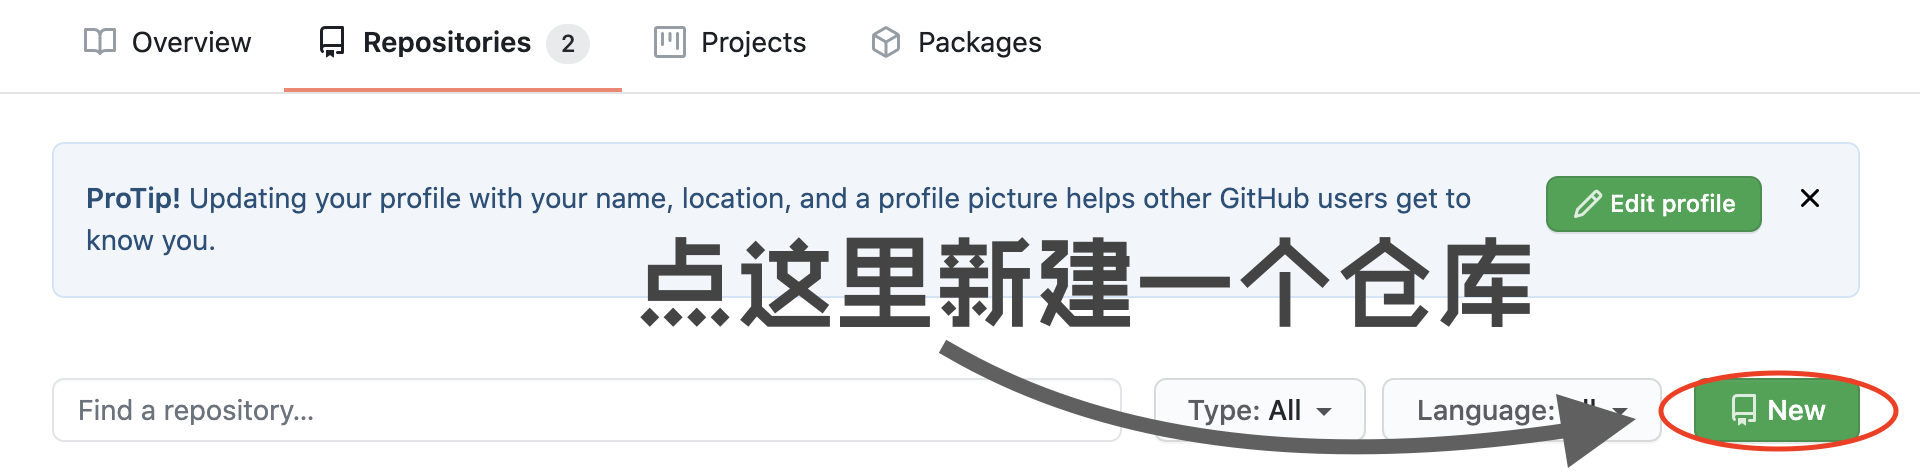 Overview Repositories 2 Projects Packages
ProTip! Updating your profile with your name, location, and a profile picture helps other GitHub users get to
know you.
Edit profile
点这里新建一个仓库
Find a repository... Type: All Language: New